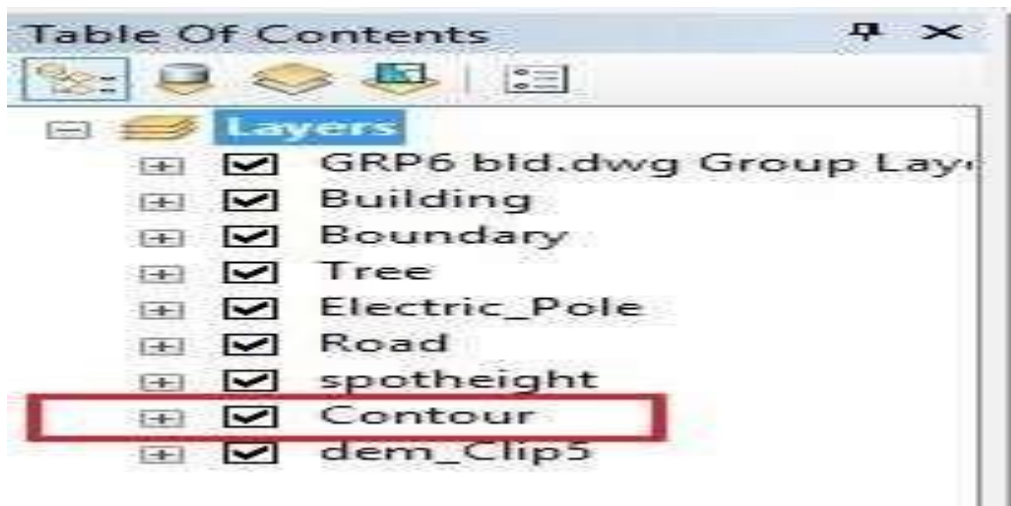 Table Of Contents
Layers
GRP6 bld.dwg Group Lay
Building
Boundary
Tree
Electric_Pole
Road
spotheight
Contour
dem_Clip5